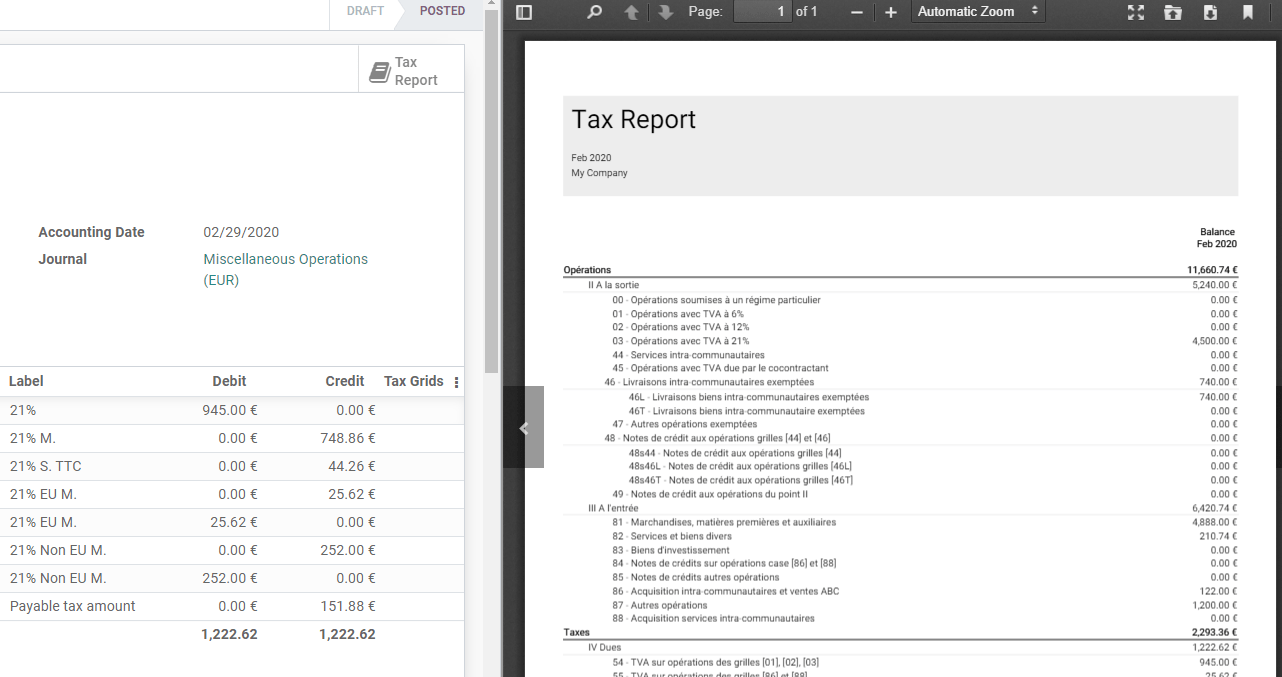 DRAFT POSTED
Tax
Report
Accounting Date 02/29/2020
Journal Miscellaneous Operations
(EUR)
Label Debit Credit Tax Grids
21% 945.00 € 0.00 €
21% M. 0.00 € 748.86 €
21% S. TTC 0.00 € 44.26 €
21% EU M. 0.00 € 25.62 €
21% EU M. 25.62 € 0.00 €
21% Non EU M. 0.00 € 252.00 €
21% Non EU M. 252.00 € 0.00 €
Payable tax amount 0.00 € 151.88 €
1,222.62 1,222.62
Page: 1 of 1 Automatic Zoom
Tax Report
Feb 2020
My Company
Balance
Feb 2020
Opérations 11,660.74 €
II A la sortie 5,240.00 €
00 - Opérations soumises à un régime particulier 0.00 €
01 - Opérations avec TVA à 6% 0.00 €
02 - Opérations avec TVA à 12% 0.00 €
03 - Opérations avec TVA à 21% 4,500.00 €
44 - Services intra-communautaires 0.00 €
45 - Opérations avec TVA due par le cocontractant 0.00 €
46 - Livraisons intra-communautaires exemptées 740.00 €
46L - Livraisons biens intra-communautaires exemptées 740.00 €
46T - Livraisons biens intra-communautaire exemptées 0.00 €
47 - Autres opérations exemptées 0.00 €
48 - Notes de crédit aux opérations grilles [44] et [46] 0.00 €
48s44 - Notes de crédit aux opérations grilles [44] 0.00 €
48s46L - Notes de crédit aux opérations grilles [46L] 0.00 €
48s46T - Notes de crédit aux opérations grilles [46T] 0.00 €
49 - Notes de crédit aux opérations du point II 0.00 €
III A l'entrée 6,420.74 €
81 - Marchandises, matières premières et auxiliaires 4,888.00 €
82 - Services et biens divers 210.74 €
83 - Biens d'investissement 0.00 €
84 - Notes de crédits sur opérations case [86] et [88] 0.00 €
85 - Notes de crédits autres opérations 0.00 €
86 - Acquisition intra-communautaires et ventes ABC 122.00 €
87 - Autres opérations 1,200.00 €
88 - Acquisition services intra-communautaires 0.00 €
Taxes 2,293.36 €
IV Dues 1,222.62 €
54 - TVA sur opérations des grilles [01], [02], [03] 945.00 €
55 - TVA sur opérations des grilles [86] et [88] 25.62 €